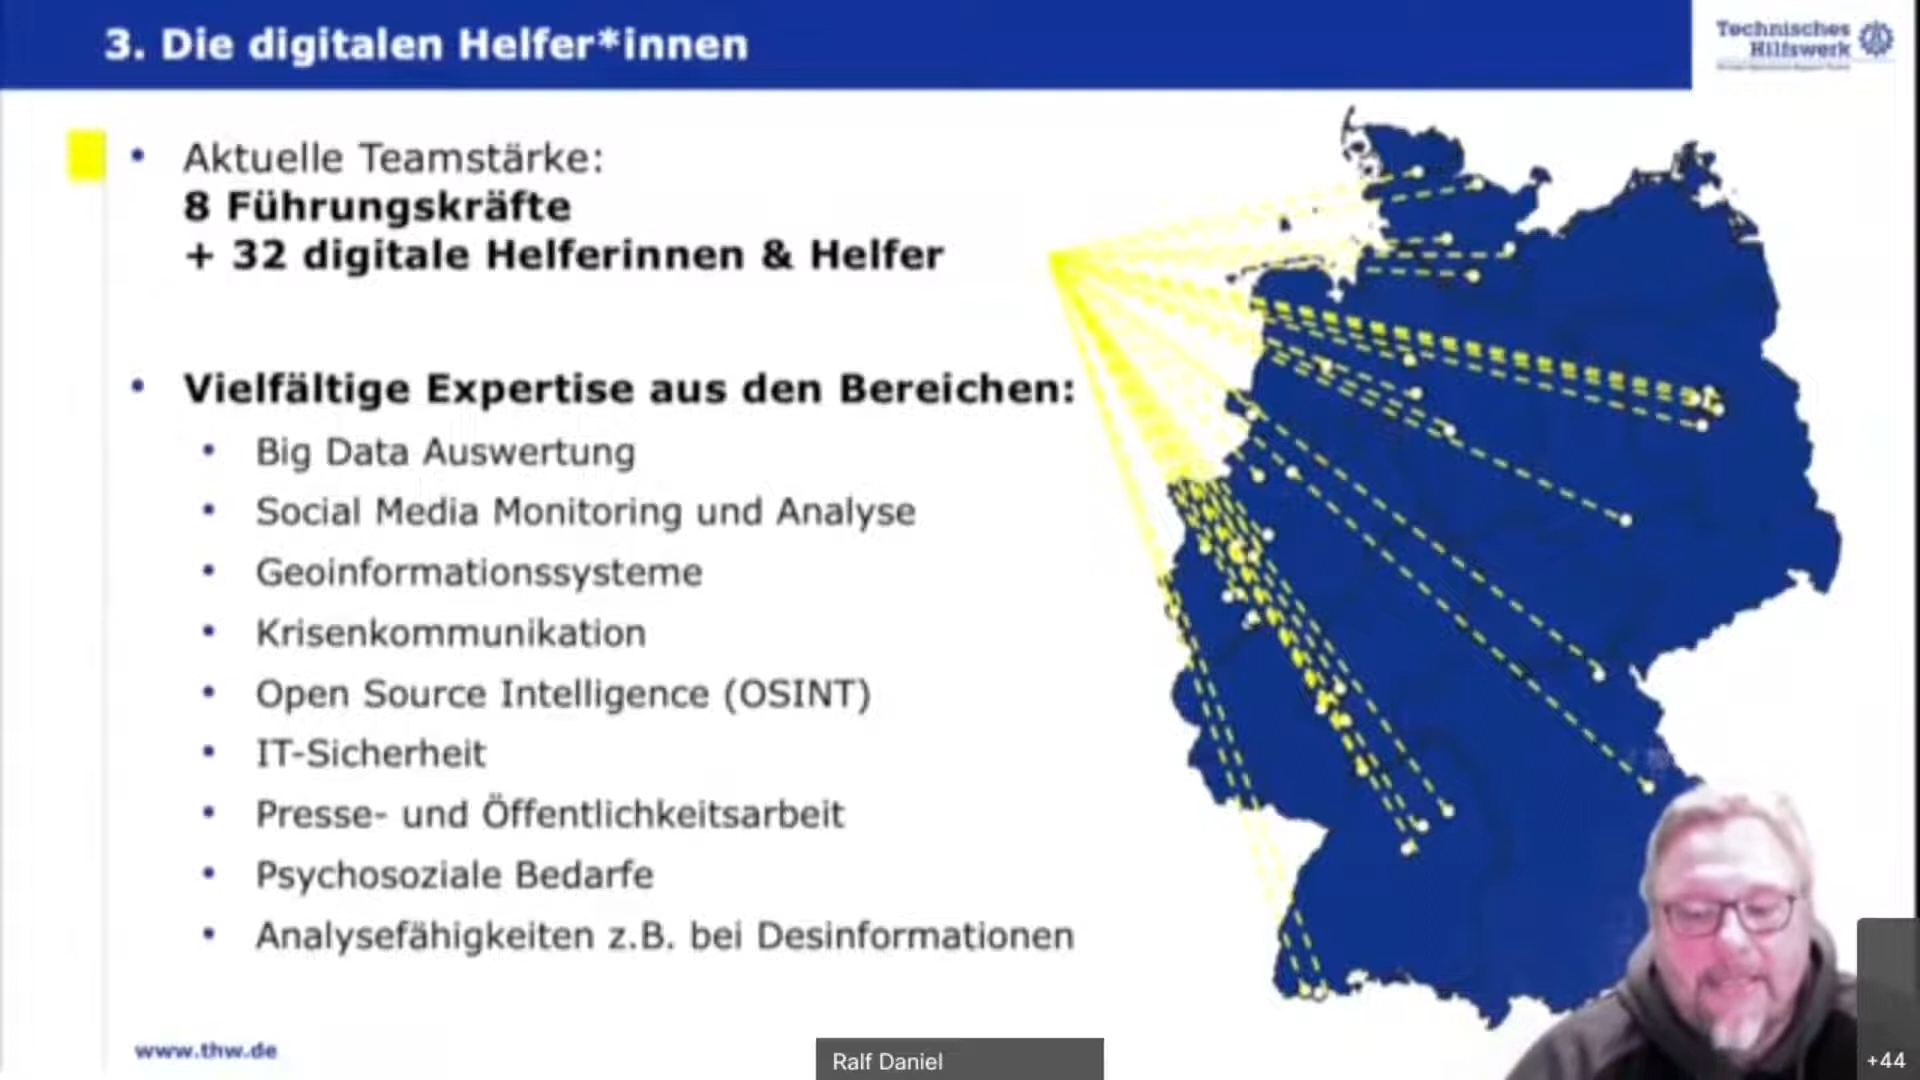 3. Die digitalen Helfer*innen
Technisches
Hilfswerk
• Aktuelle Teamstärke:
8 Führungskräfte
+ 32 digitale Helferinnen & Helfer
• Vielfältige Expertise aus den Bereichen:
• Big Data Auswertung
• Social Media Monitoring und Analyse
• Geoinformationssysteme
• Krisenkommunikation
• Open Source Intelligence (OSINT)
• IT-Sicherheit
• Presse- und Öffentlichkeitsarbeit
• Psychosoziale Bedarfe
• Analysefähigkeiten z.B. bei Desinformationen
www.thw.de
Ralf Daniel
+44